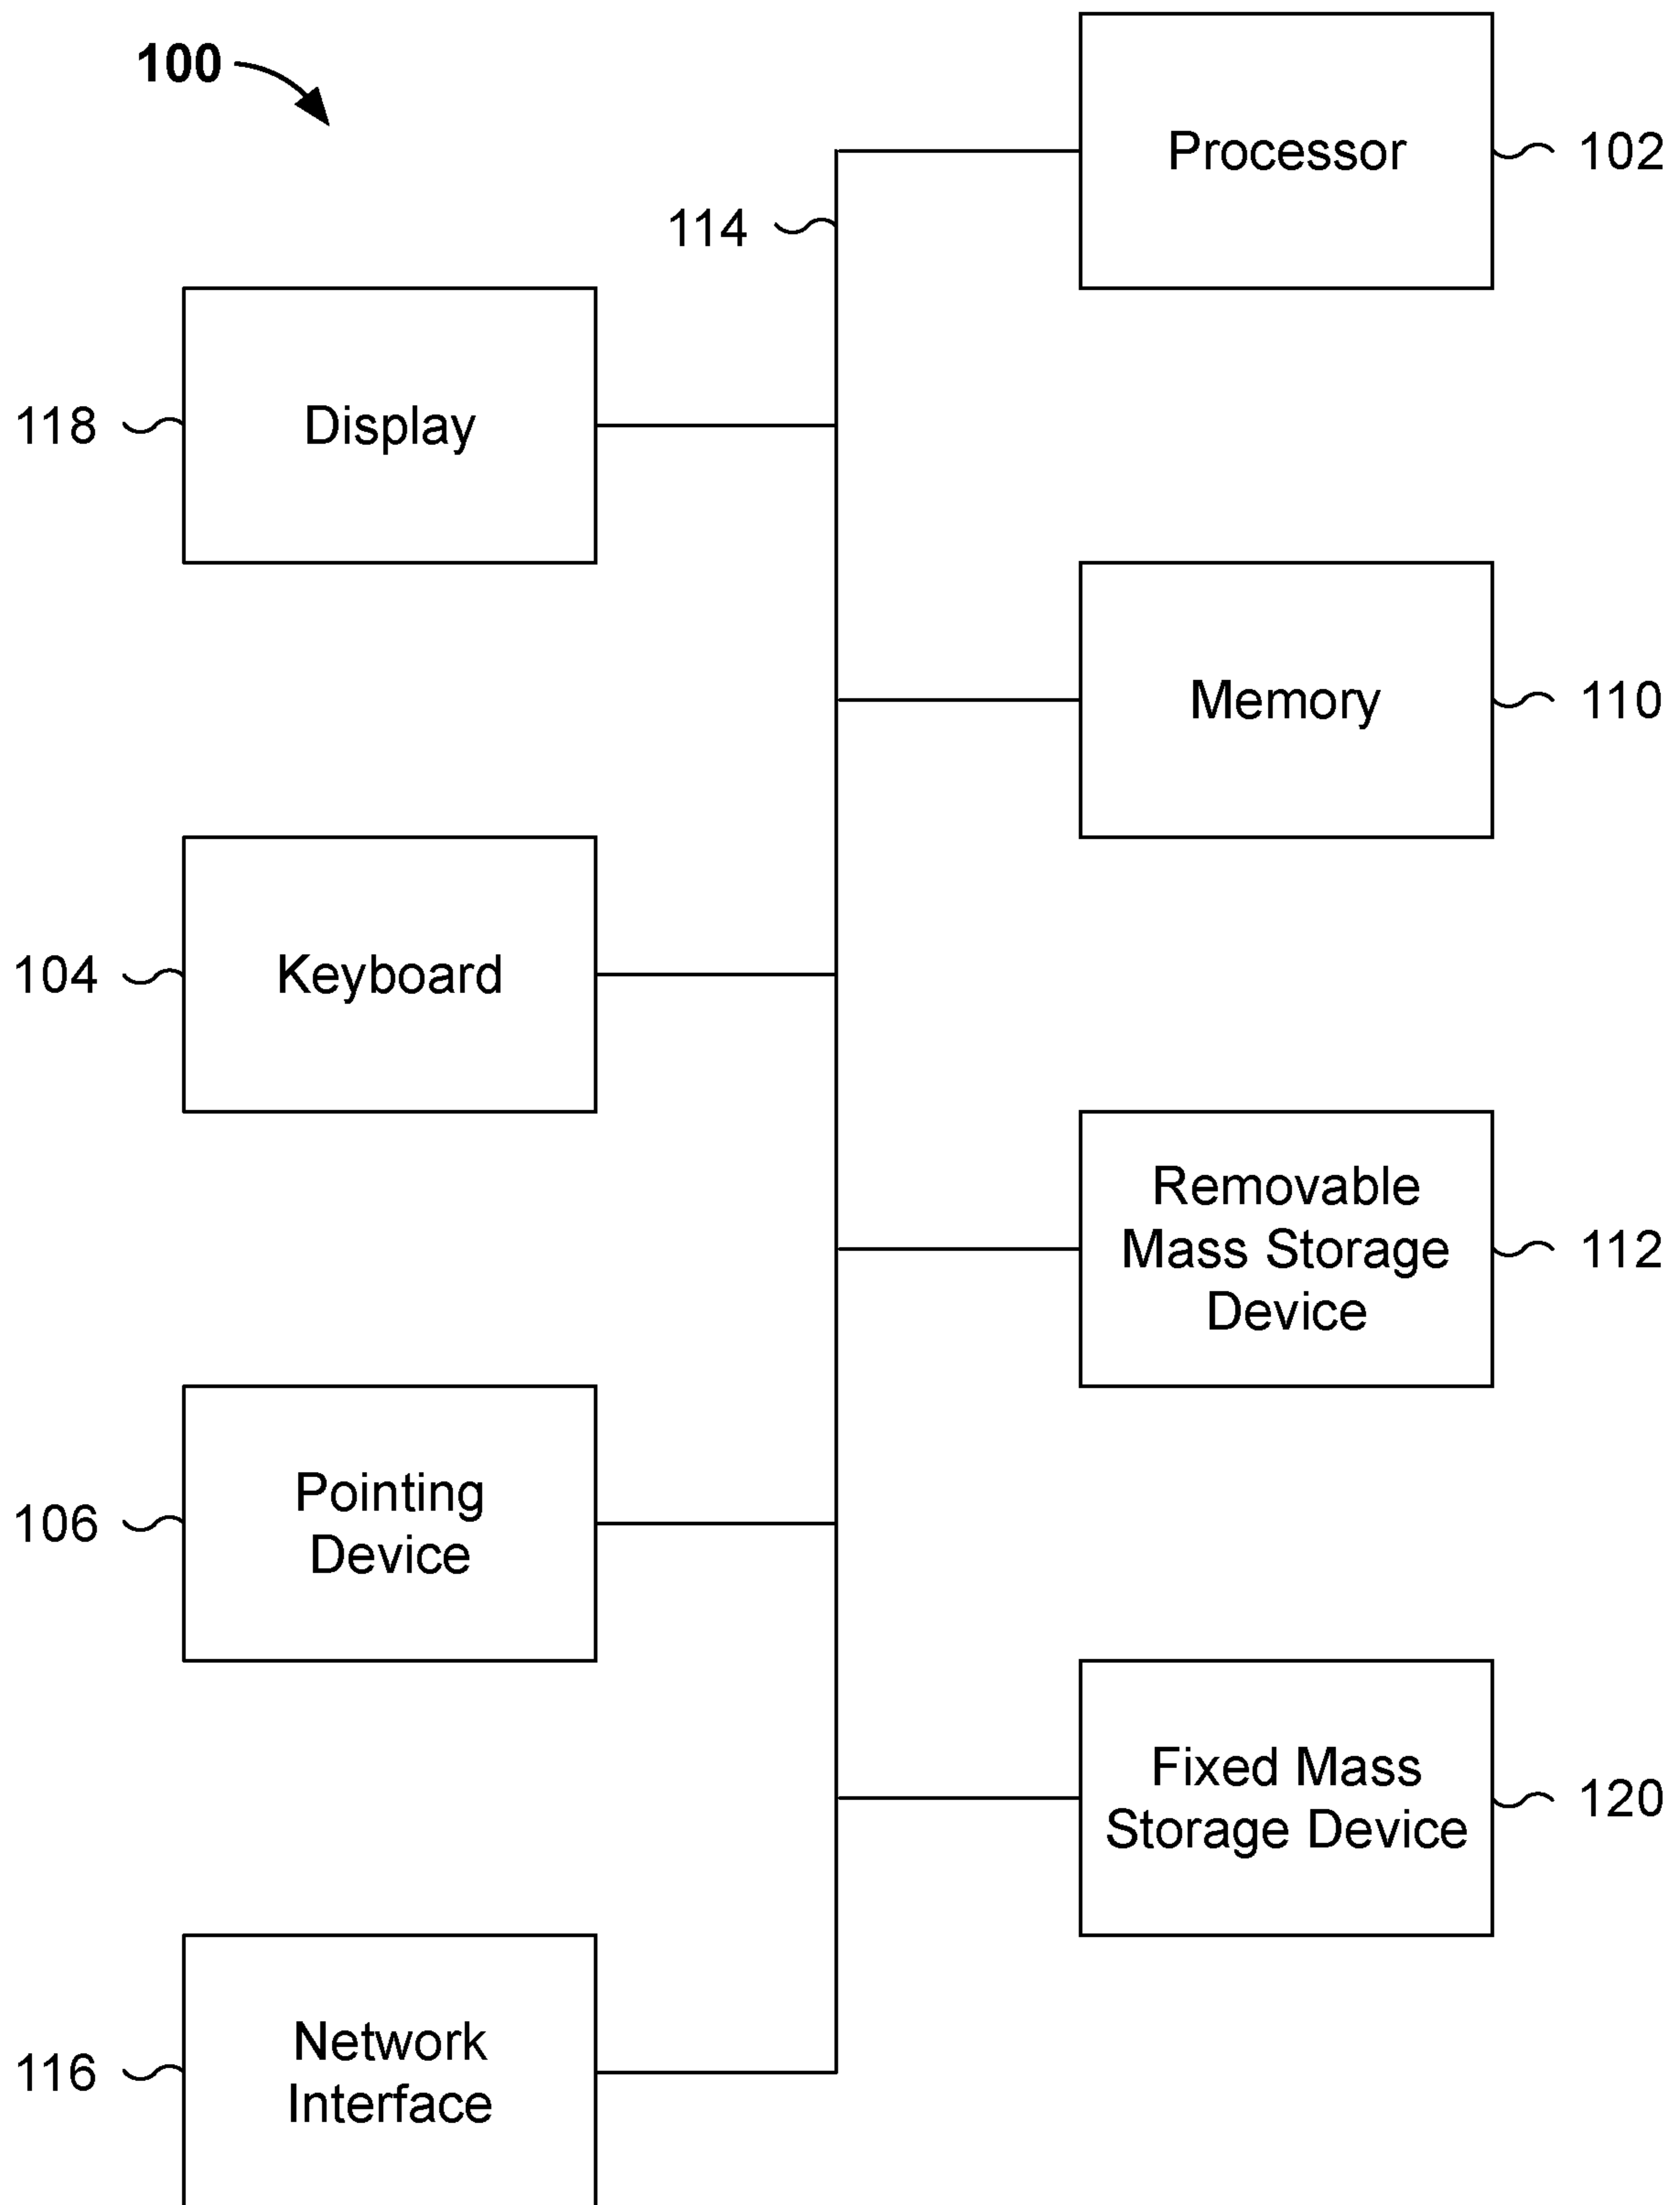 100
Processor
102
114
118
Display
Memory
110
104
Keyboard
Removable
Mass Storage
Device
112
106
Pointing
Device
Fixed Mass
Storage Device
120
116
Network
Interface